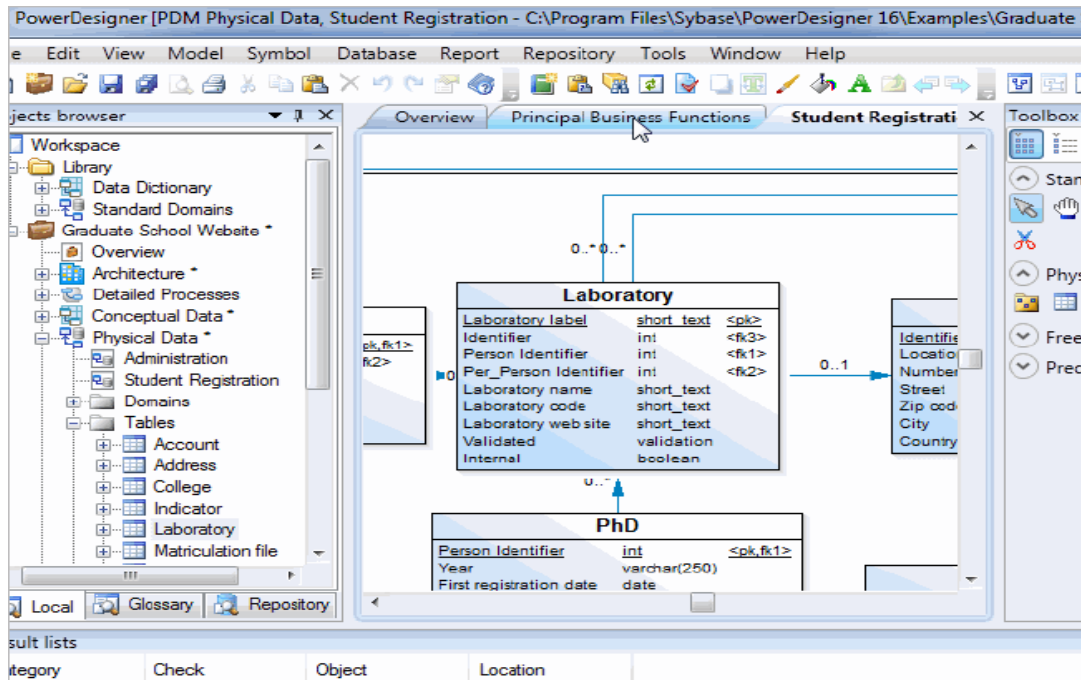 PowerDesigner [PDM Physical Data, Student Registration - C:\Program Files\Sybase\PowerDesigner 16\Examples\Graduate
e Edit View Model Symbol Database Report Repository Tools Window Help
jects browser
Workspace
Library
Data Dictionary
Standard Domains
Graduate School Website *
Overview
Architecture *
Detailed Processes
Conceptual Data *
Physical Data *
Administration
Student Registration
Domains
Tables
Account
Address
College
Indicator
Laboratory
Matriculation file
Local Glossary Repository
Overview Principal Business Functions Student Registrati
0..* 0..*
Laboratory
Laboratory label short_text <pk>
Identifier int <fk3>
Person Identifier int <fk1>
Per_Person Identifier int <fk2>
Laboratory name short_text
Laboratory code short_text
Laboratory web site short_text
Validated validation
Internal boolean
pk,fk1>
fk2>
0
0..1
Identifie
Locatio
Number
Street
Zip cod
City
Country
0..*
PhD
Person Identifier int <pk,fk1>
Year varchar(250)
First registration date date
Toolbox
Stan
Phys
Free
Pred
sult lists
tegory Check Object Location